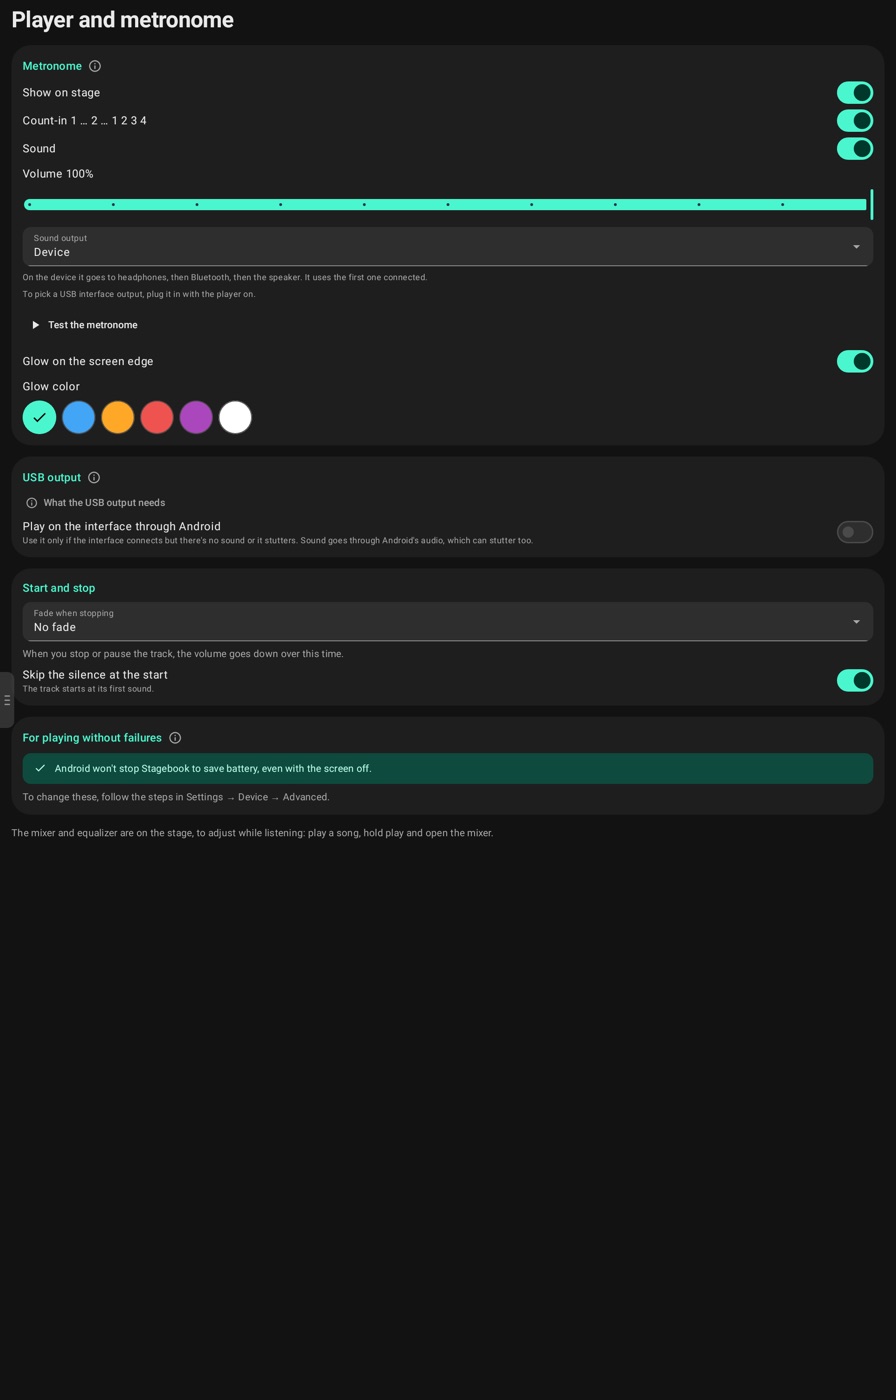 Player and metronome
Metronome
Show on stage
Count-in 1 … 2 … 1 2 3 4
Sound
Volume 100%
Sound output
Device
On the device it goes to headphones, then Bluetooth, then the speaker. It uses the first one connected.
To pick a USB interface output, plug it in with the player on.
Test the metronome
Glow on the screen edge
Glow color
USB output
What the USB output needs
Play on the interface through Android
Use it only if the interface connects but there's no sound or it stutters. Sound goes through Android's audio, which can stutter too.
Start and stop
Fade when stopping
No fade
When you stop or pause the track, the volume goes down over this time.
Skip the silence at the start
The track starts at its first sound.
For playing without failures
Android won't stop Stagebook to save battery, even with the screen off.
To change these, follow the steps in Settings → Device → Advanced.
The mixer and equalizer are on the stage, to adjust while listening: play a song, hold play and open the mixer.